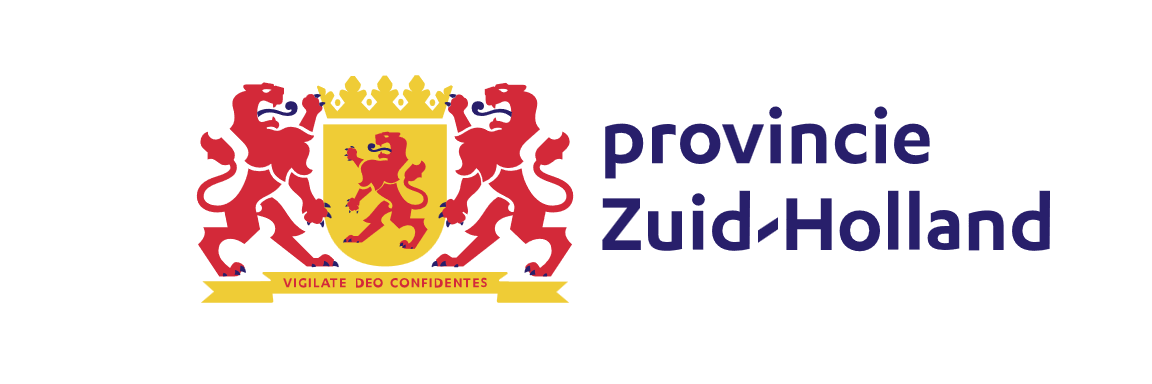 provincie
Zuid-Holland
VIGILATE DEO CONFIDENTES